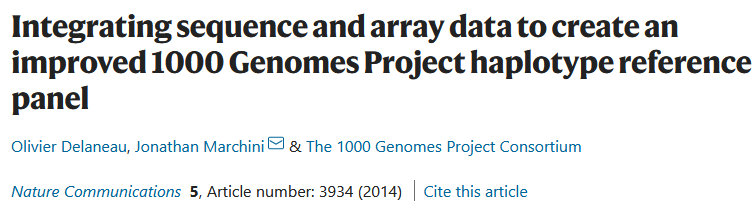 Integrating sequence and array data to create an
improved 1000 Genomes Project haplotype reference
panel
Olivier Delaneau, Jonathan Marchini & The 1000 Genomes Project Consortium
Nature Communications 5, Article number: 3934 (2014) Cite this article